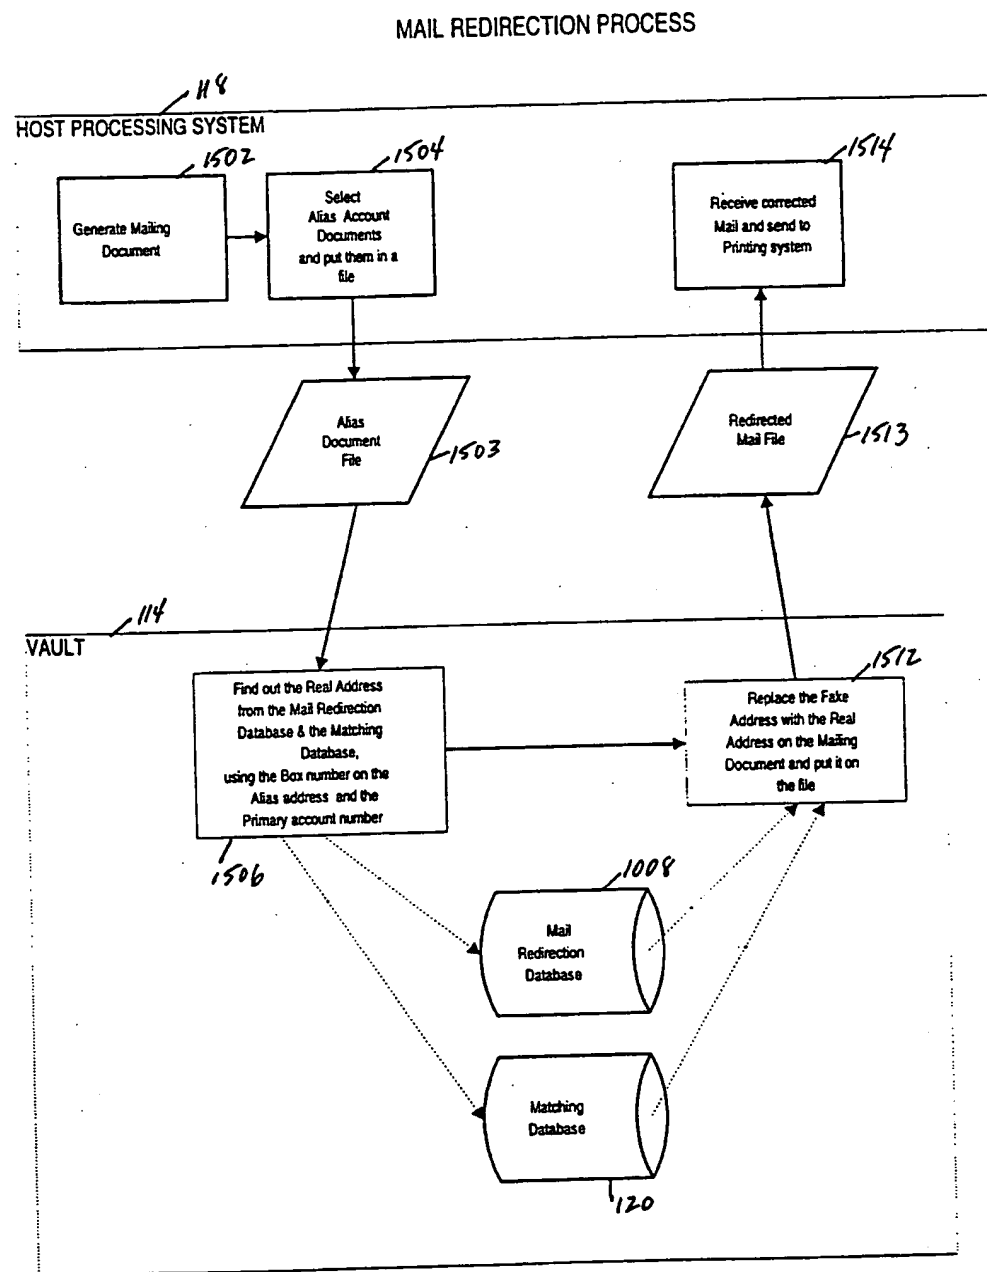 MAIL REDIRECTION PROCESS
118
HOST PROCESSING SYSTEM
1502
Generate Mailing
Document
1504
Select
Alias Account
Documents
and put them in a
file
1514
Receive corrected
Mail and send to
Printing system
Alias
Document
File
1503
Redirected
Mail File
1513
114
VAULT
Find out the Real Address
from the Mail Redirection
Database & the Matching
Database,
using the Box number on the
Alias address and the
Primary account number
1506
1512
Replace the Fake
Address with the Real
Address on the Mailing
Document and put it on
the file
1008
Mail
Redirection
Database
Matching
Database
120